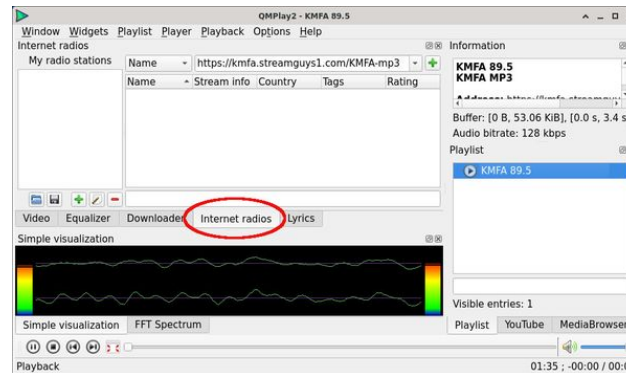 QMPlay2 - KMFA 89.5
Window Widgets Playlist Player Playback Options Help
Internet radios
My radio stations
Name
https://kmfa.streamguys1.com/KMFA-mp3
Name Stream info Country Tags Rating
Video Equalizer Downloader Internet radios Lyrics
Simple visualization
Simple visualization FFT Spectrum
Information
KMFA 89.5
KMFA MP3
Buffer: [0 B, 53.06 KiB], [0.0 s, 3.4 s
Audio bitrate: 128 kbps
Playlist
KMFA 89.5
Visible entries: 1
Playlist YouTube MediaBrowser
Playback
01:35 ; -00:00 / 00: